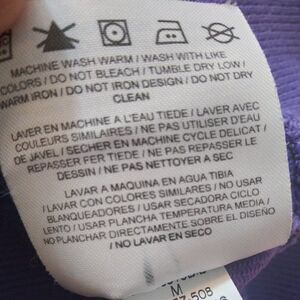 MACHINE WASH WARM / WASH WITH LIKE
COLORS / DO NOT BLEACH / TUMBLE DRY LOW /
WARM IRON / DO NOT IRON DESIGN / DO NOT DRY
CLEAN
LAVER EN MACHINE A L'EAU TIEDE / LAVER AVEC
COULEURS SIMILAIRES / NE PAS UTILISER D'EAU
DE JAVEL / SECHER EN MACHINE CYCLE DELICAT /
REPASSER FER TIEDE / NE PAS REPASSER LE
DESSIN / NE PAS NETTOYER A SEC
LAVAR A MAQUINA EN AGUA TIBIA
/ LAVAR CON COLORES SIMILARES / NO USAR
BLANQUEADORES / USAR SECADORA CICLO
LENTO / USAR PLANCHA TEMPERATURA MEDIA /
NO PLANCHAR DIRECTAMENTE SOBRE EL DISEÑO
/ NO LAVAR EN SECO
M